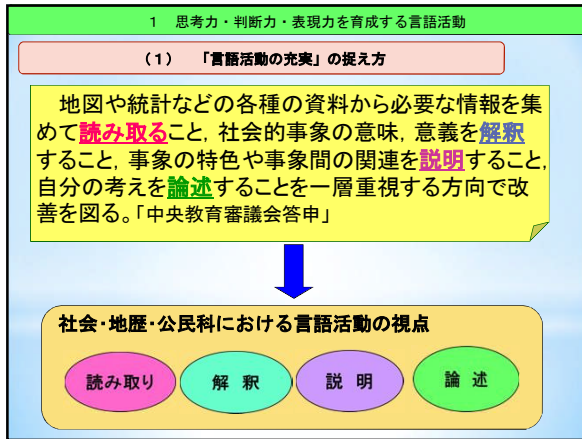 1 思考力・判断力・表現力を育成する言語活動
(1) 「言語活動の充実」の捉え方
地図や統計などの各種の資料から必要な情報を集
めて読み取ること, 社会的事象の意味, 意義を解釈
すること, 事象の特色や事象間の関連を説明すること,
自分の考えを論述することを一層重視する方向で改
善を図る。「中央教育審議会答申」
社会・地歴・公民科における言語活動の視点
読み取り 解 釈 説 明 論 述